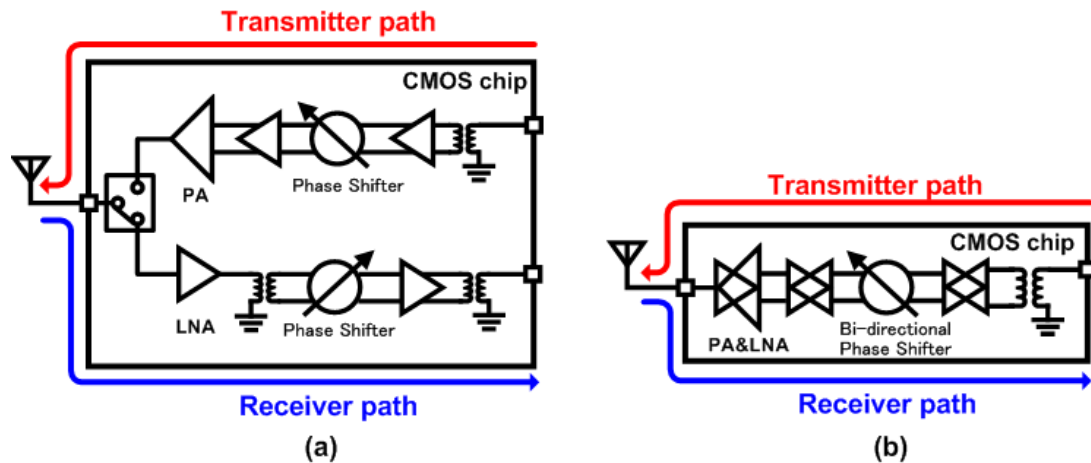 Transmitter path
CMOS chip
PA
Phase Shifter
LNA
Phase Shifter
Receiver path
(a)
Transmitter path
CMOS chip
PA&LNA
Bi-directional
Phase Shifter
Receiver path
(b)